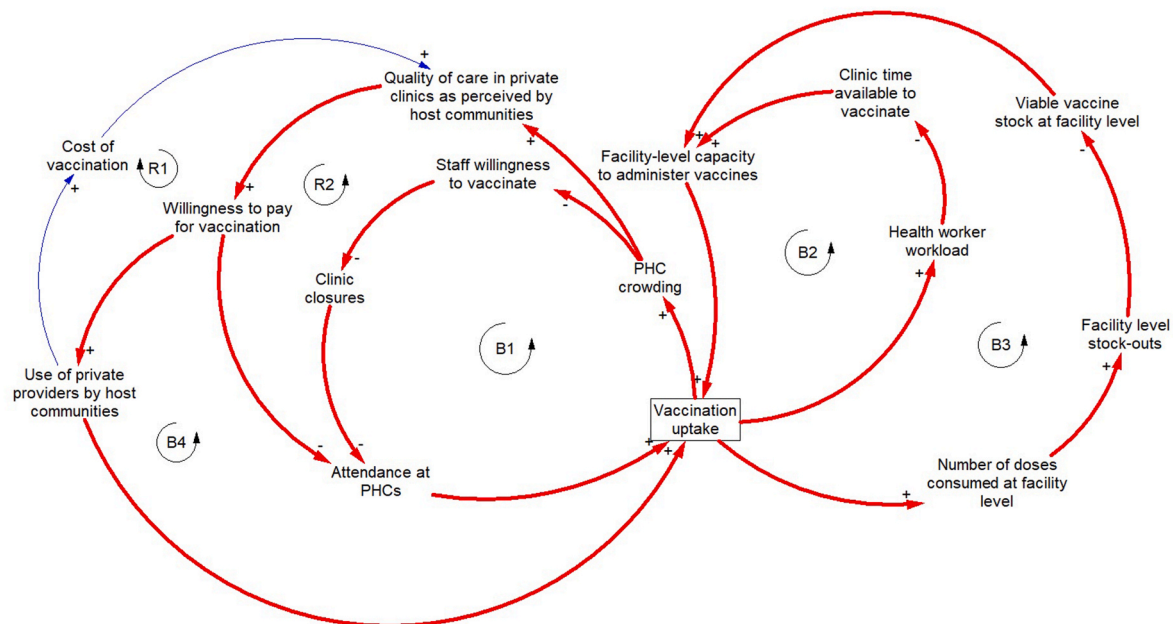 +
Quality of care in private
clinics as perceived by
host communities
Clinic time
available to
vaccinate
Viable vaccine
stock at facility level
Cost of
vaccination
+
R1
R2
+
Willingness to pay
for vaccination
Staff willingness
to vaccinate
-
+
Facility-level capacity
to administer vaccines
+
+
-
-
B2
Health worker
workload
+
-
Clinic
closures
PHC
crowding
+
B1
B3
Facility level
stock-outs
+
+
Use of private
providers by host
communities
B4
+
Vaccination
uptake
+
+
-
-
Attendance at
PHCs
Number of doses
consumed at facility
level
+